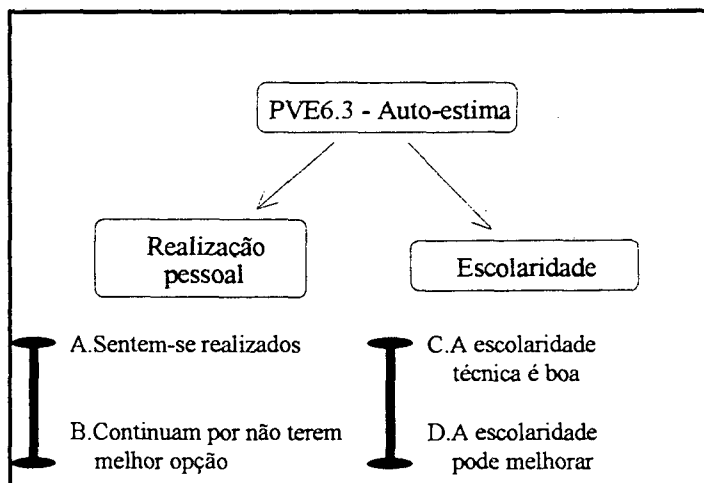 PVE6.3 - Auto-estima
Realização
pessoal
Escolaridade
A.Sentem-se realizados
B.Continuam por não terem
melhor opção
C.A escolaridade
técnica é boa
D.A escolaridade
pode melhorar